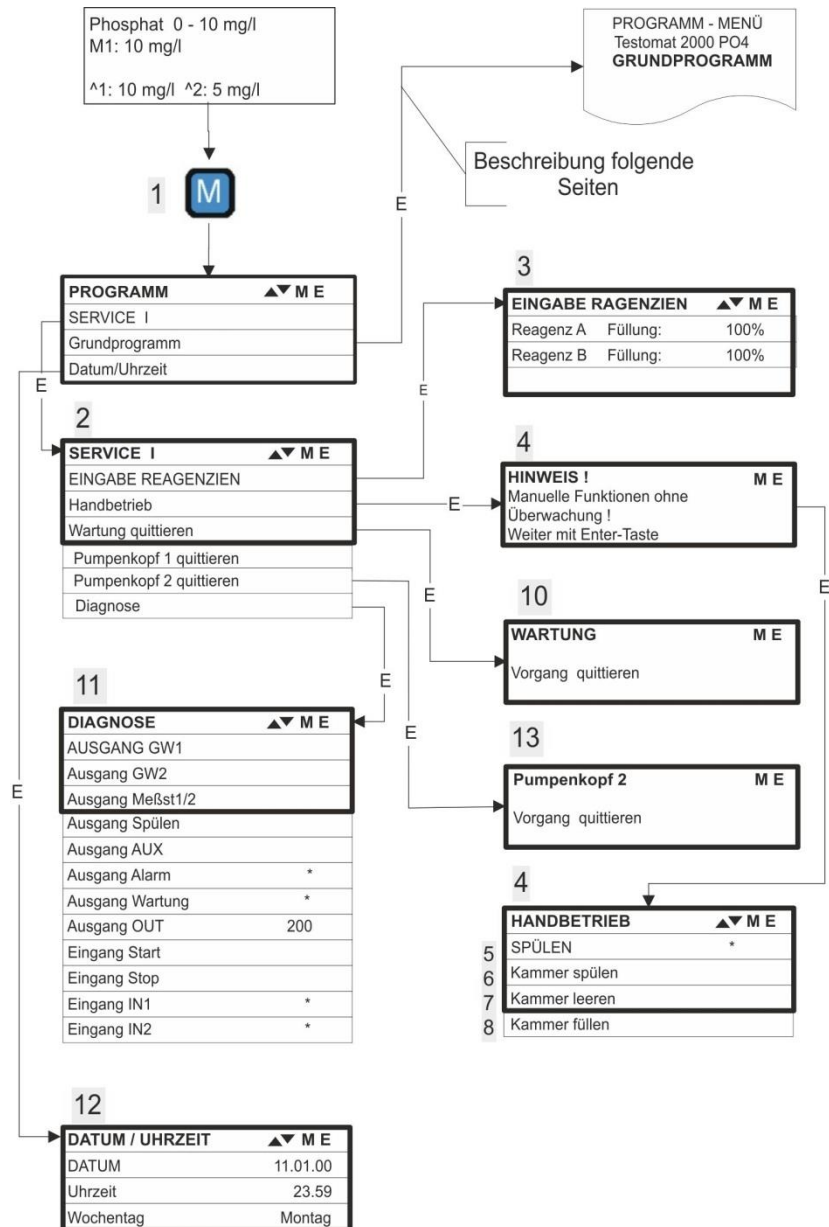 Phosphat 0 - 10 mg/l
M1: 10 mg/l
^1: 10 mg/l ^2: 5 mg/l
PROGRAMM - MENÜ
Testomat 2000 PO4
GRUNDPROGRAMM
Beschreibung folgende
Seiten
1
M
E
PROGRAMM ▲▼ M E
SERVICE I
Grundprogramm
Datum/Uhrzeit
E
2
SERVICE I ▲▼ M E
EINGABE REAGENZIEN
Handbetrieb
Wartung quittieren
Pumpenkopf 1 quittieren
Pumpenkopf 2 quittieren
Diagnose
3
EINGABE RAGENZIEN ▲▼ M E
Reagenz A Füllung: 100%
Reagenz B Füllung: 100%
E
4
HINWEIS ! M E
Manuelle Funktionen ohne
Überwachung !
Weiter mit Enter-Taste
E
E
10
WARTUNG M E
Vorgang quittieren
E
11
DIAGNOSE ▲▼ M E
AUSGANG GW1
Ausgang GW2
Ausgang Meßst1/2
Ausgang Spülen
Ausgang AUX
Ausgang Alarm *
Ausgang Wartung *
Ausgang OUT 200
Eingang Start
Eingang Stop
Eingang IN1 *
Eingang IN2 *
E
E
E
13
Pumpenkopf 2 M E
Vorgang quittieren
4
HANDBETRIEB ▲▼ M E
5 SPÜLEN *
6 Kammer spülen
7 Kammer leeren
8 Kammer füllen
12
DATUM / UHRZEIT ▲▼ M E
DATUM 11.01.00
Uhrzeit 23.59
Wochentag Montag